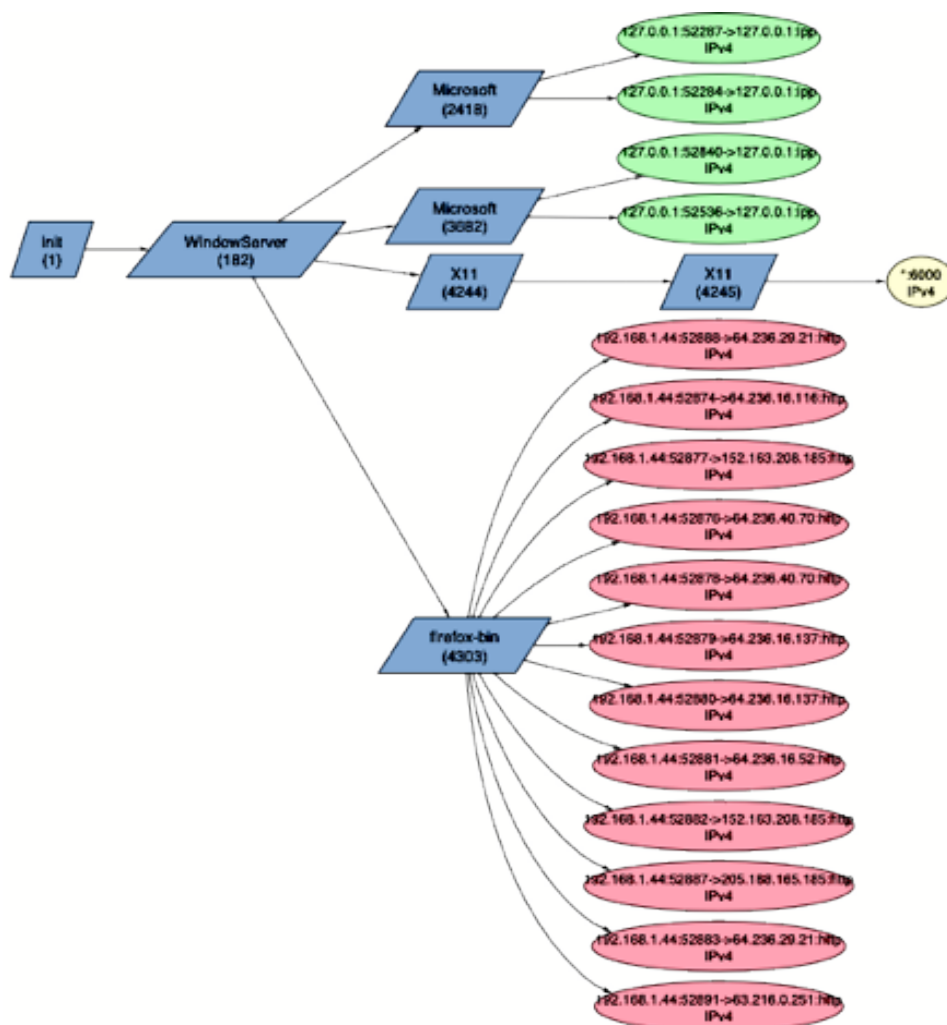 127.0.0.1:52287->127.0.0.1:ipp
IPv4
Microsoft
(2418)
127.0.0.1:52284->127.0.0.1:ipp
IPv4
127.0.0.1:52840->127.0.0.1:ipp
IPv4
Microsoft
(3682)
127.0.0.1:52536->127.0.0.1:ipp
IPv4
init
(1)
WindowServer
(182)
X11
(4244)
X11
(4245)
*:6000
IPv4
192.168.1.44:52888->64.236.29.21:http
IPv4
192.168.1.44:52874->64.236.16.116:http
IPv4
192.168.1.44:52877->152.163.208.185:http
IPv4
192.168.1.44:52876->64.236.40.70:http
IPv4
192.168.1.44:52878->64.236.40.70:http
IPv4
firefox-bin
(4303)
192.168.1.44:52879->64.236.16.137:http
IPv4
192.168.1.44:52880->64.236.16.137:http
IPv4
192.168.1.44:52881->64.236.16.52:http
IPv4
192.168.1.44:52882->152.163.208.185:http
IPv4
192.168.1.44:52887->205.188.165.185:http
IPv4
192.168.1.44:52883->64.236.29.21:http
IPv4
192.168.1.44:52891->63.216.0.251:http
IPv4